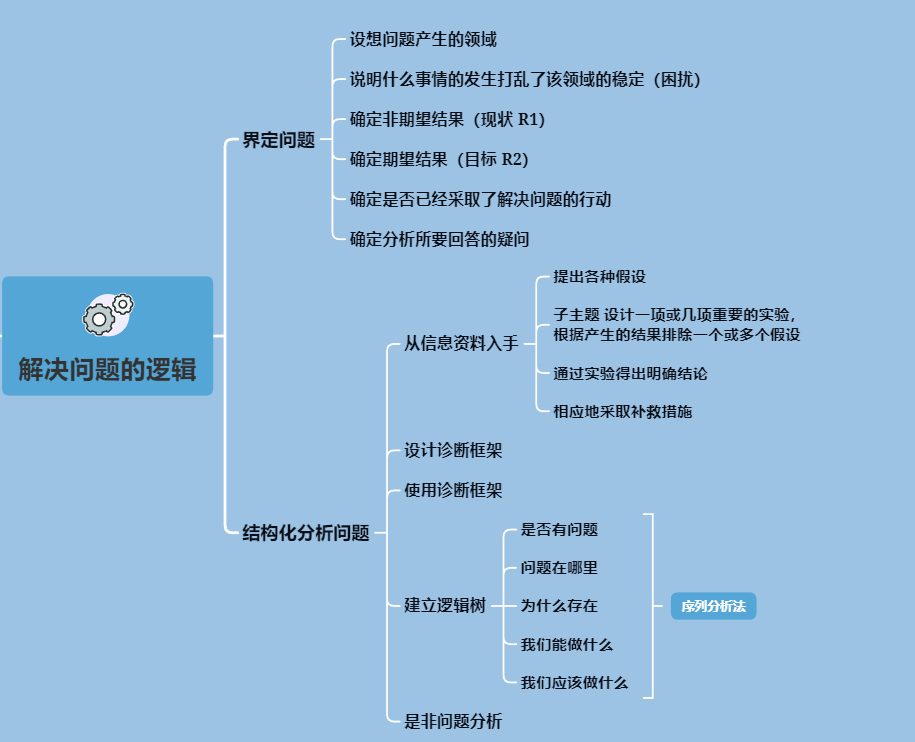 解决问题的逻辑
界定问题
设想问题产生的领域
说明什么事情的发生打乱了该领域的稳定（困扰）
确定非期望结果（现状 R1）
确定期望结果（目标 R2）
确定是否已经采取了解决问题的行动
确定分析所要回答的疑问
结构化分析问题
从信息资料入手
提出各种假设
子主题 设计一项或几项重要的实验，
根据产生的结果排除一个或多个假设
通过实验得出明确结论
相应地采取补救措施
设计诊断框架
使用诊断框架
建立逻辑树
是否有问题
问题在哪里
为什么存在
我们能做什么
我们应该做什么
序列分析法
是非问题分析